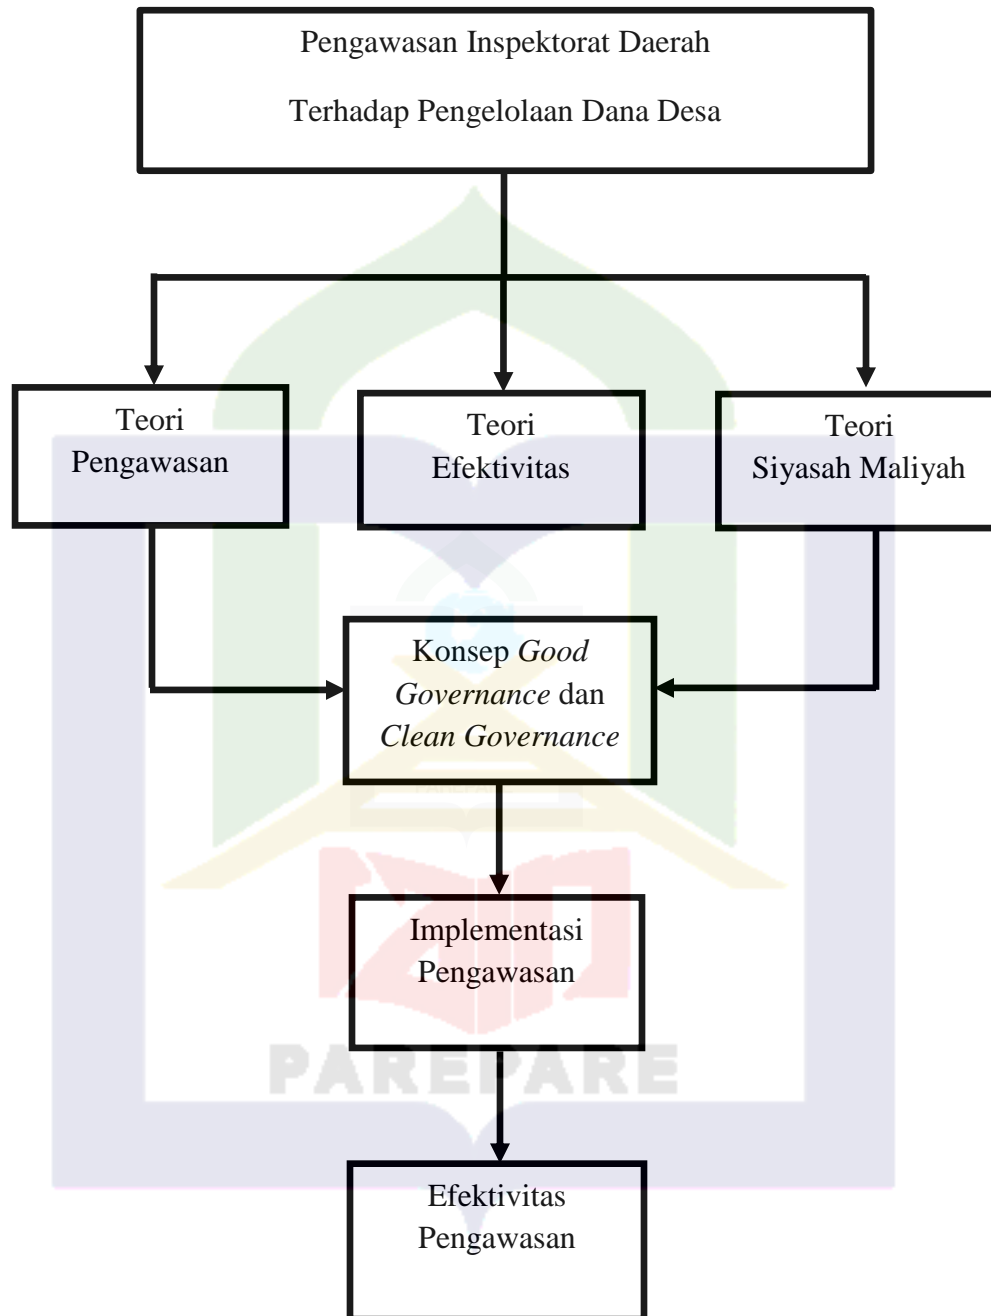 Pengawasan Inspektorat Daerah
Terhadap Pengelolaan Dana Desa
Teori
Pengawasan
Teori
Efektivitas
Teori
Siyasah Maliyah
Konsep Good
Governance dan
Clean Governance
PAREPARE
Implementasi
Pengawasan
PAREPARE
Efektivitas
Pengawasan